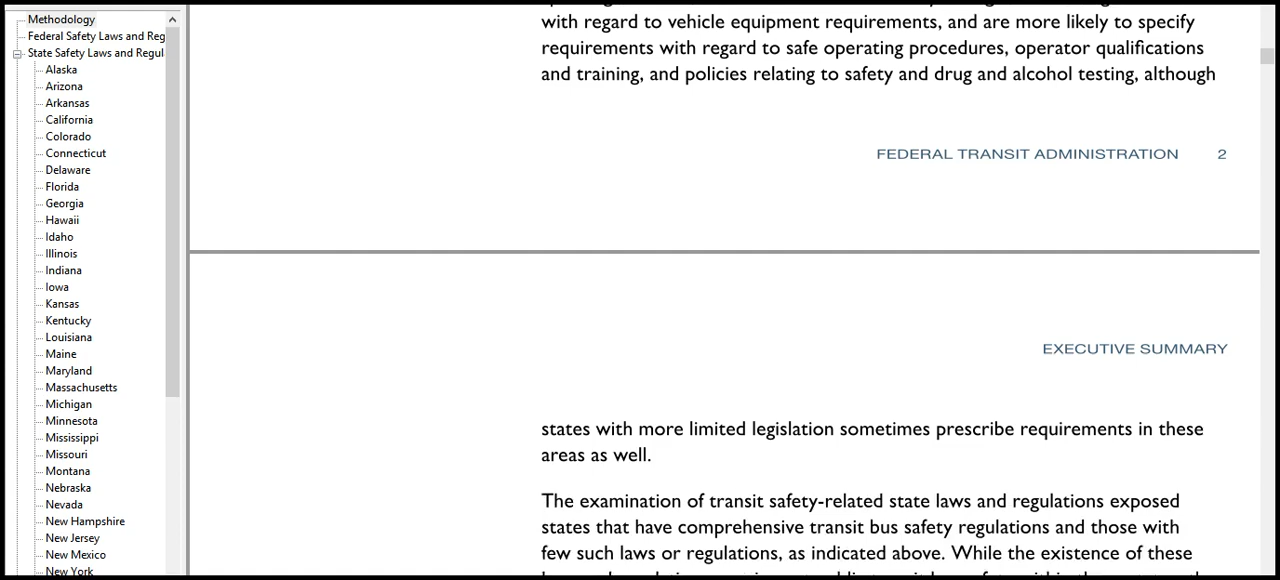 Methodology
Federal Safety Laws and Reg
State Safety Laws and Regul
Alaska
Arizona
Arkansas
California
Colorado
Connecticut
Delaware
Florida
Georgia
Hawaii
Idaho
Illinois
Indiana
Iowa
Kansas
Kentucky
Louisiana
Maine
Maryland
Massachusetts
Michigan
Minnesota
Mississippi
Missouri
Montana
Nebraska
Nevada
New Hampshire
New Jersey
New Mexico
New York
with regard to vehicle equipment requirements, and are more likely to specify
requirements with regard to safe operating procedures, operator qualifications
and training, and policies relating to safety and drug and alcohol testing, although
FEDERAL TRANSIT ADMINISTRATION 2
EXECUTIVE SUMMARY
states with more limited legislation sometimes prescribe requirements in these
areas as well.
The examination of transit safety-related state laws and regulations exposed
states that have comprehensive transit bus safety regulations and those with
few such laws or regulations, as indicated above. While the existence of these